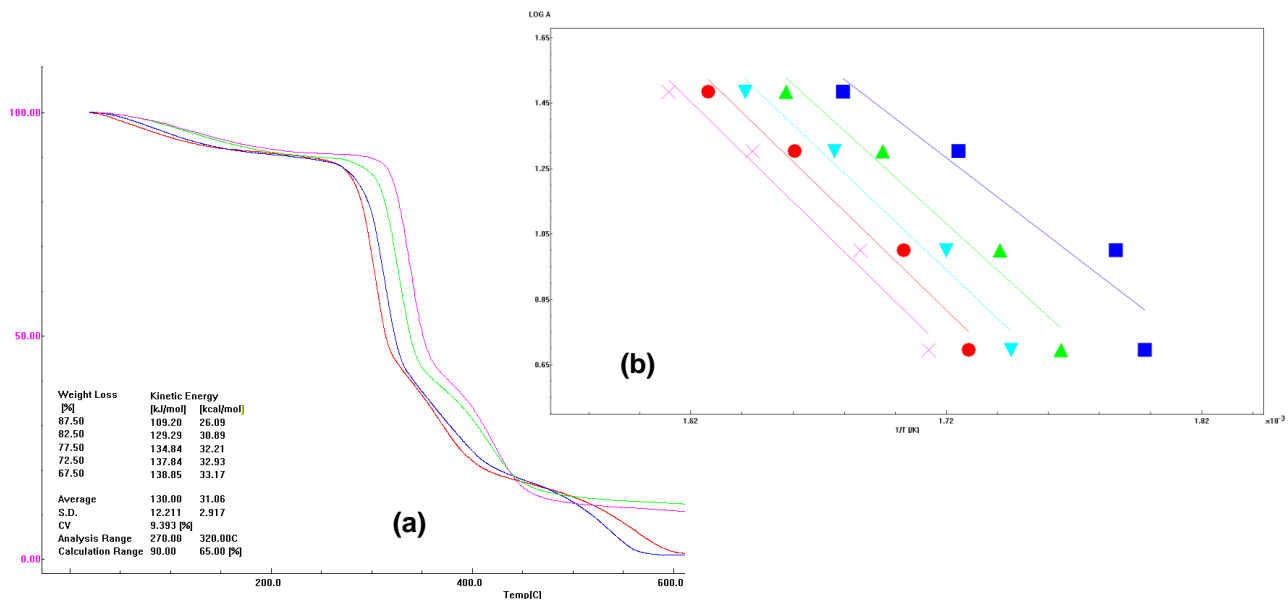 LOG A
1.65
1.45
1.25
1.05
0.85
0.65
(b)
1.62
1.72
1.82
×10-3
1/T [/K]
100.00
50.00
0.00
Weight Loss Kinetic Energy
[%] [kJ/mol] [kcal/mol]
87.50 109.20 26.09
82.50 129.29 30.89
77.50 134.84 32.21
72.50 137.84 32.93
67.50 138.85 33.17
Average 130.00 31.06
S.D. 12.211 2.917
CV 9.393 [%]
Analysis Range 270.00 320.00C
Calculation Range 90.00 65.00 [%]
(a)
200.0
400.0
600.0
Temp[C]